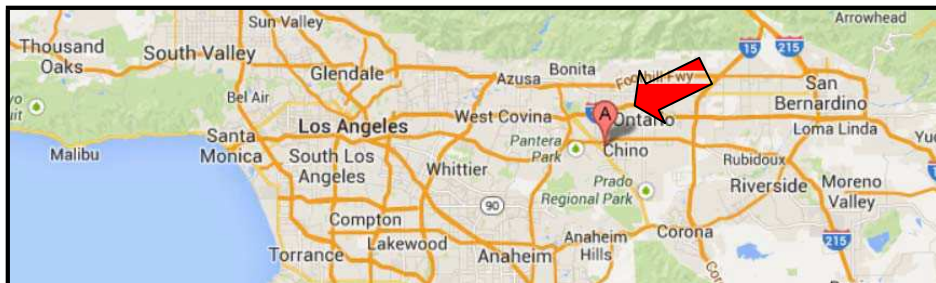 Sun Valley
Arrowhead
Thousand Oaks
South Valley
15
215
Glendale
Bonita
Foothill Fwy
Azusa
San Bernardino
Bel Air
A
West Covina
Ontario
Los Angeles
Loma Linda
Santa Monica
Pantera Park
Malibu
South Los Angeles
Chino
Rubidoux
Whittier
Prado Regional Park
Riverside
Moreno Valley
90
Compton
Corona
Lakewood
Anaheim Hills
215
Torrance
Anaheim